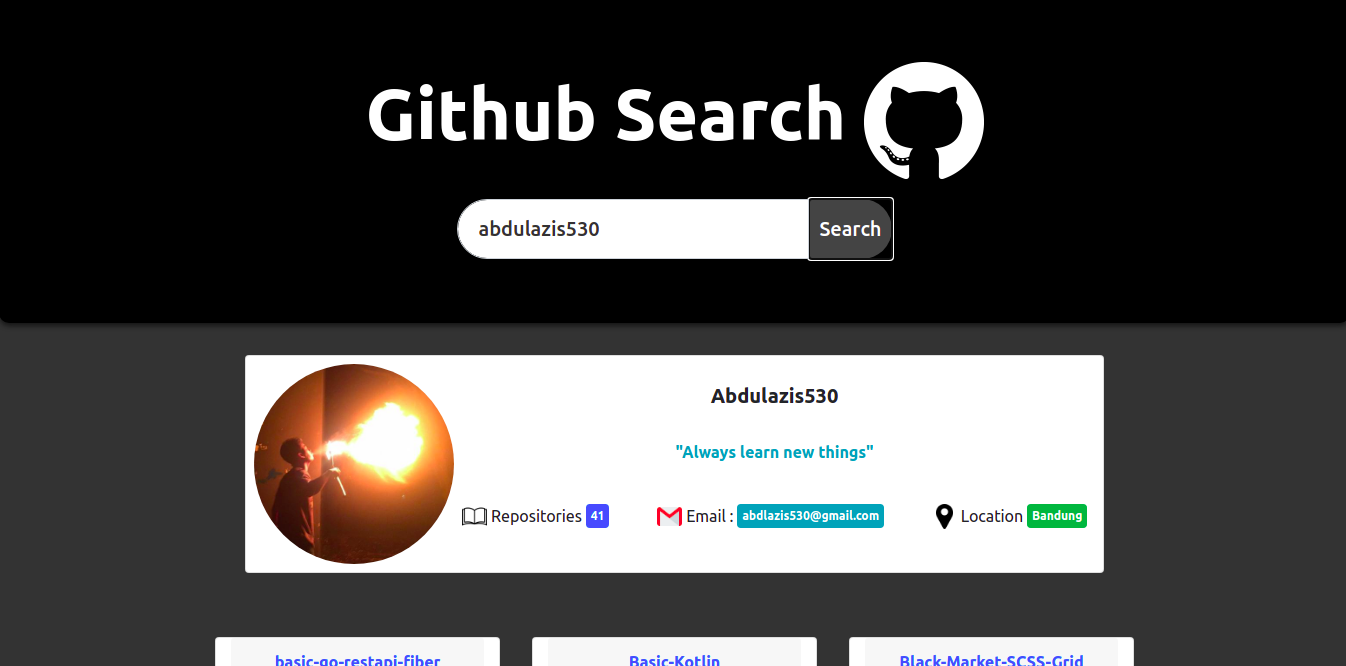 Github Search
abdulazis530
Search
Abdulazis530
"Always learn new things"
Repositories 41 Email : abdlazis530@gmail.com Location Bandung
basic-go-restapi-fiber Basic-Kotlin Black-Market-SCSS-Grid